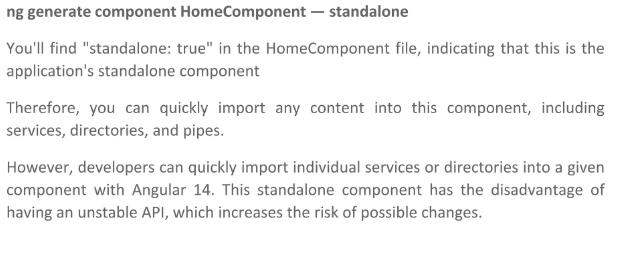 ng generate component HomeComponent — standalone
You'll find "standalone: true" in the HomeComponent file, indicating that this is the
application's standalone component
Therefore, you can quickly import any content into this component, including
services, directories, and pipes.
However, developers can quickly import individual services or directories into a given
component with Angular 14. This standalone component has the disadvantage of
having an unstable API, which increases the risk of possible changes.